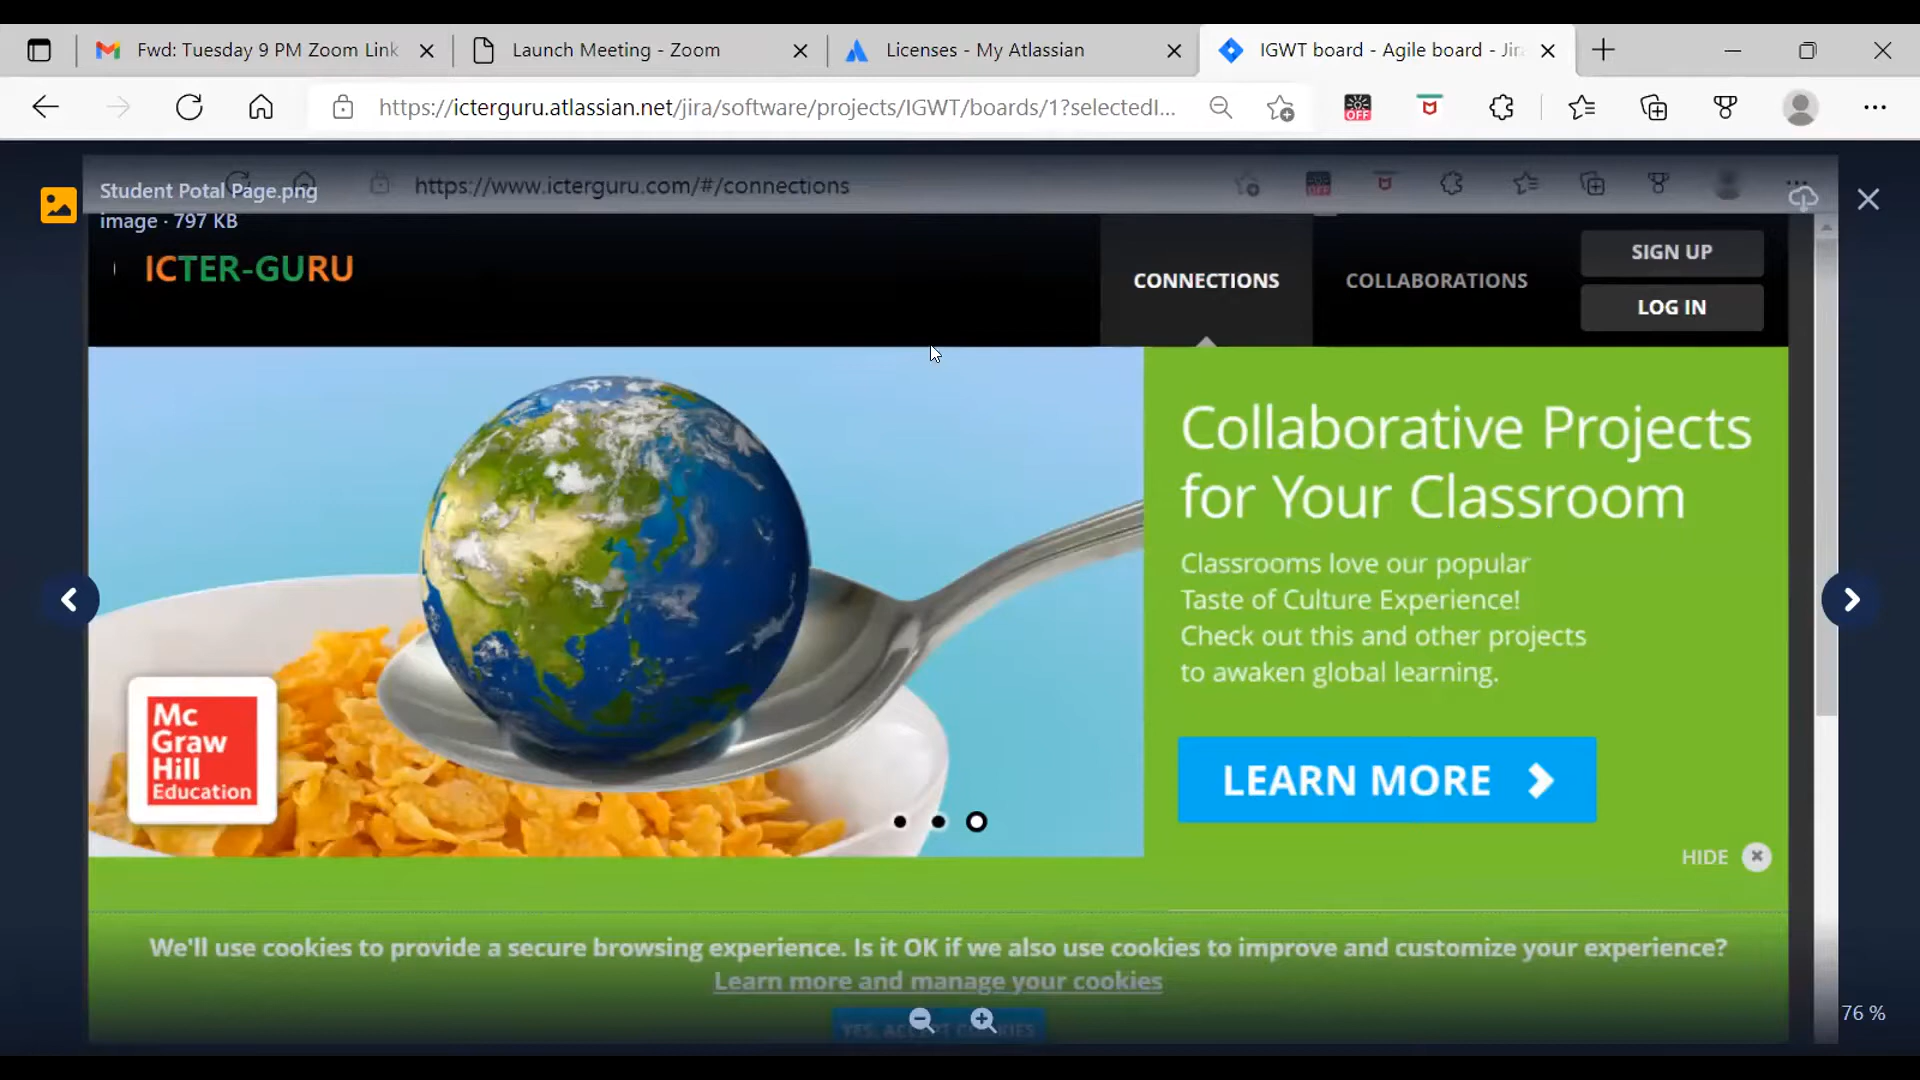 Fwd: Tuesday 9 PM Zoom Link
Launch Meeting - Zoom
Licenses - My Atlassian
IGWT board - Agile board - Jira
https://icterguru.atlassian.net/jira/software/projects/IGWT/boards/1?selectedI...
OFF
Student Potal Page.png
image · 797 KB
https://www.icterguru.com/#/connections
ICTER-GURU
CONNECTIONS
COLLABORATIONS
SIGN UP
LOG IN
Collaborative Projects
for Your Classroom
Classrooms love our popular
Taste of Culture Experience!
Check out this and other projects
to awaken global learning.
Mc
Graw
Hill
Education
LEARN MORE
HIDE
We'll use cookies to provide a secure browsing experience. Is it OK if we also use cookies to improve and customize your experience?
Learn more and manage your cookies
YES, ACCEPT COOKIES
76 %